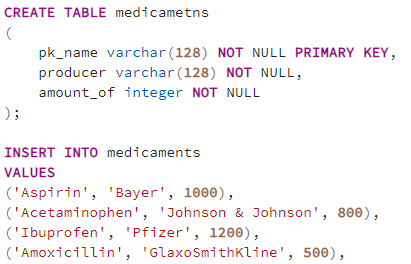 CREATE TABLE medicametns
(
pk_name varchar(128) NOT NULL PRIMARY KEY,
producer varchar(128) NOT NULL,
amount_of integer NOT NULL
);
INSERT INTO medicaments
VALUES
('Aspirin', 'Bayer', 1000),
('Acetaminophen', 'Johnson & Johnson', 800),
('Ibuprofen', 'Pfizer', 1200),
('Amoxicillin', 'GlaxoSmithKline', 500),